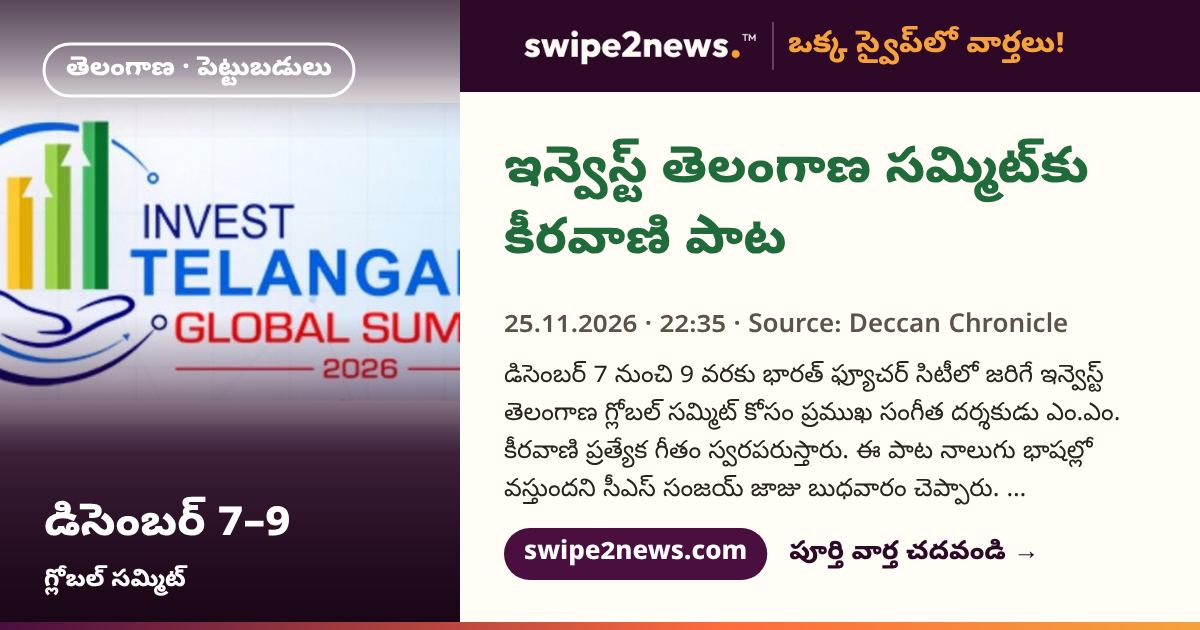 తెలంగాణ · పెట్టుబడులు
INVEST
TELANGA
GLOBAL SUM
2026
డిసెంబర్ 7–9
గ్లోబల్ సమ్మిట్
swipe2news.™ ఒక్క స్వైప్‌లో వార్తలు!
ఇన్వెస్ట్ తెలంగాణ సమ్మిట్‌కు
కీరవాణి పాట
25.11.2026 · 22:35 · Source: Deccan Chronicle
డిసెంబర్ 7 నుంచి 9 వరకు భారత్ ఫ్యూచర్ సిటీలో జరిగే ఇన్వెస్ట్
తెలంగాణ గ్లోబల్ సమ్మిట్ కోసం ప్రముఖ సంగీత దర్శకుడు ఎం.ఎం.
కీరవాణి ప్రత్యేక గీతం స్వరపరుస్తారు. ఈ పాట నాలుగు భాషల్లో
వస్తుందని సీఎస్ సంజయ్ జాజు బుధవారం చెప్పారు. ...
swipe2news.com పూర్తి వార్త చదవండి →